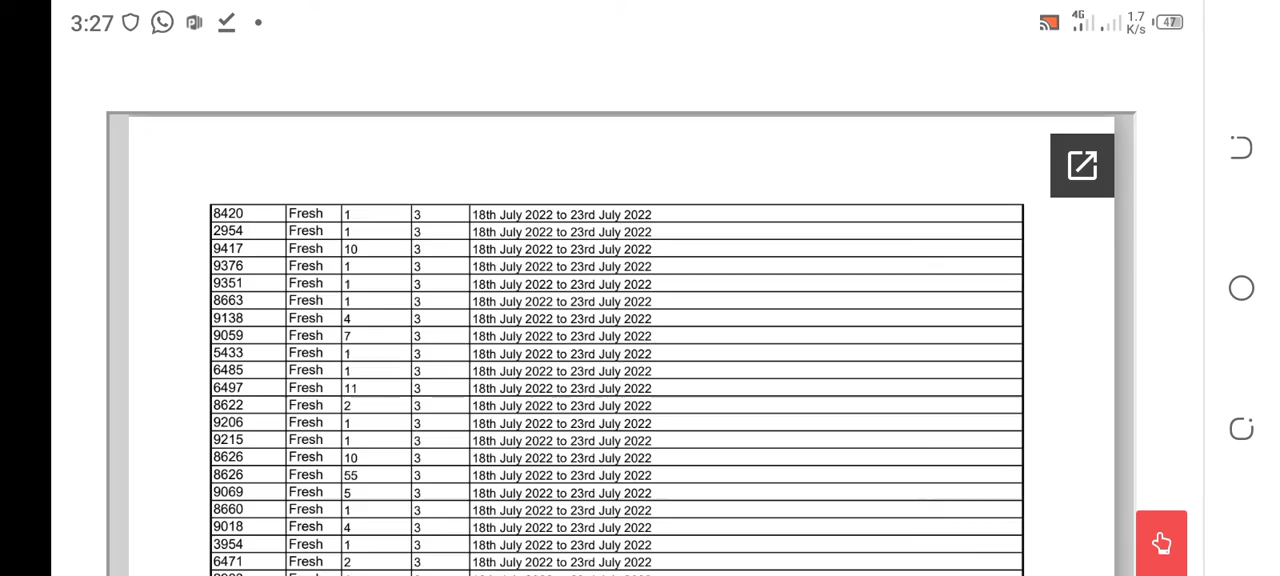 3:27
4G
1.7
K/s
47
8420 Fresh 1 3 18th July 2022 to 23rd July 2022
2954 Fresh 1 3 18th July 2022 to 23rd July 2022
9417 Fresh 10 3 18th July 2022 to 23rd July 2022
9376 Fresh 1 3 18th July 2022 to 23rd July 2022
9351 Fresh 1 3 18th July 2022 to 23rd July 2022
8663 Fresh 1 3 18th July 2022 to 23rd July 2022
9138 Fresh 4 3 18th July 2022 to 23rd July 2022
9059 Fresh 7 3 18th July 2022 to 23rd July 2022
5433 Fresh 1 3 18th July 2022 to 23rd July 2022
6485 Fresh 1 3 18th July 2022 to 23rd July 2022
6497 Fresh 11 3 18th July 2022 to 23rd July 2022
8622 Fresh 2 3 18th July 2022 to 23rd July 2022
9206 Fresh 1 3 18th July 2022 to 23rd July 2022
9215 Fresh 1 3 18th July 2022 to 23rd July 2022
8626 Fresh 10 3 18th July 2022 to 23rd July 2022
8626 Fresh 55 3 18th July 2022 to 23rd July 2022
9069 Fresh 5 3 18th July 2022 to 23rd July 2022
8660 Fresh 1 3 18th July 2022 to 23rd July 2022
9018 Fresh 4 3 18th July 2022 to 23rd July 2022
3954 Fresh 1 3 18th July 2022 to 23rd July 2022
6471 Fresh 2 3 18th July 2022 to 23rd July 2022